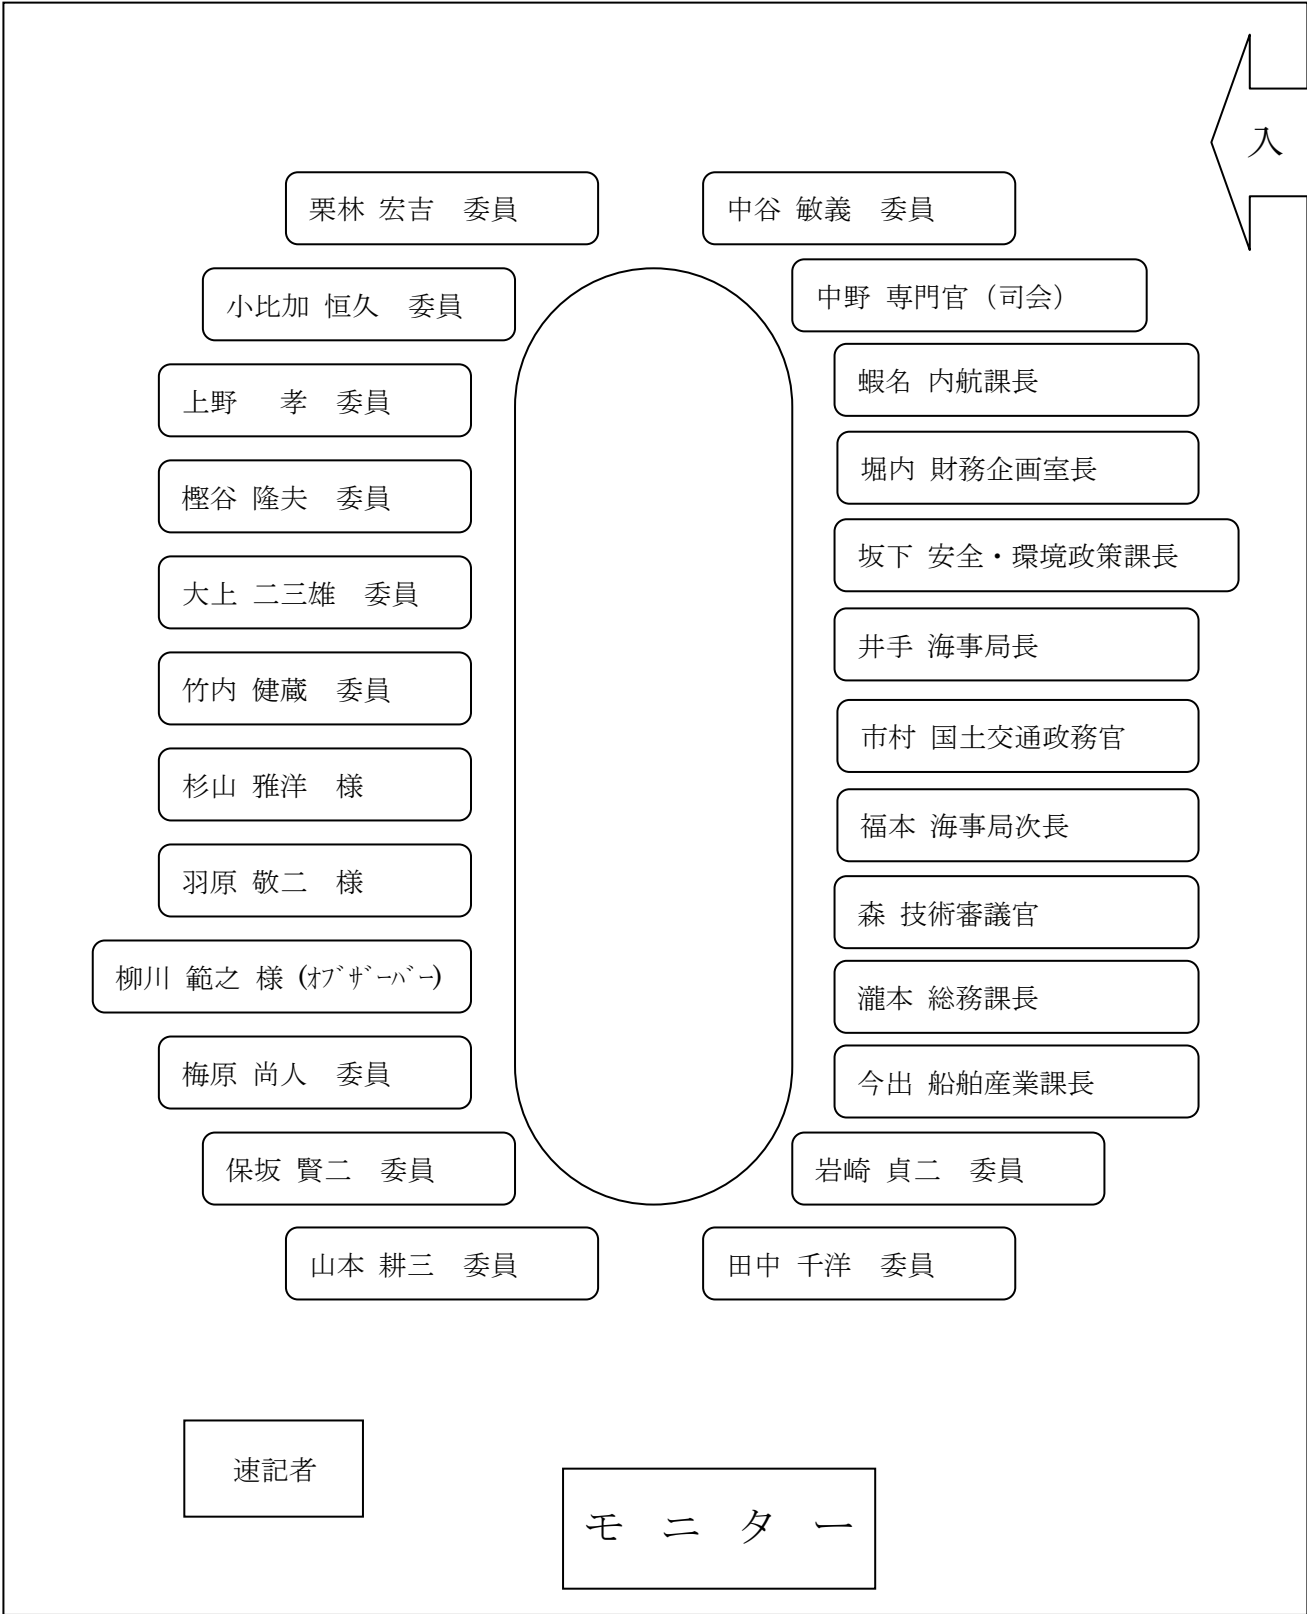 入
栗林 宏吉　委員
中谷 敏義　委員
小比加 恒久　委員
中野 専門官（司会）
上野　 孝　委員
蝦名 内航課長
樫谷 隆夫　委員
堀内 財務企画室長
大上 二三雄　委員
坂下 安全・環境政策課長
竹内 健蔵　委員
井手 海事局長
杉山 雅洋　様
市村 国土交通政務官
羽原 敬二　様
福本 海事局次長
柳川 範之 様 (ｵﾌﾞｻﾞｰﾊﾞｰ)
森 技術審議官
梅原 尚人　委員
瀧本 総務課長
保坂 賢二　委員
今出 船舶産業課長
山本 耕三　委員
岩崎 貞二　委員
田中 千洋　委員
速記者
モ　ニ　タ　ー